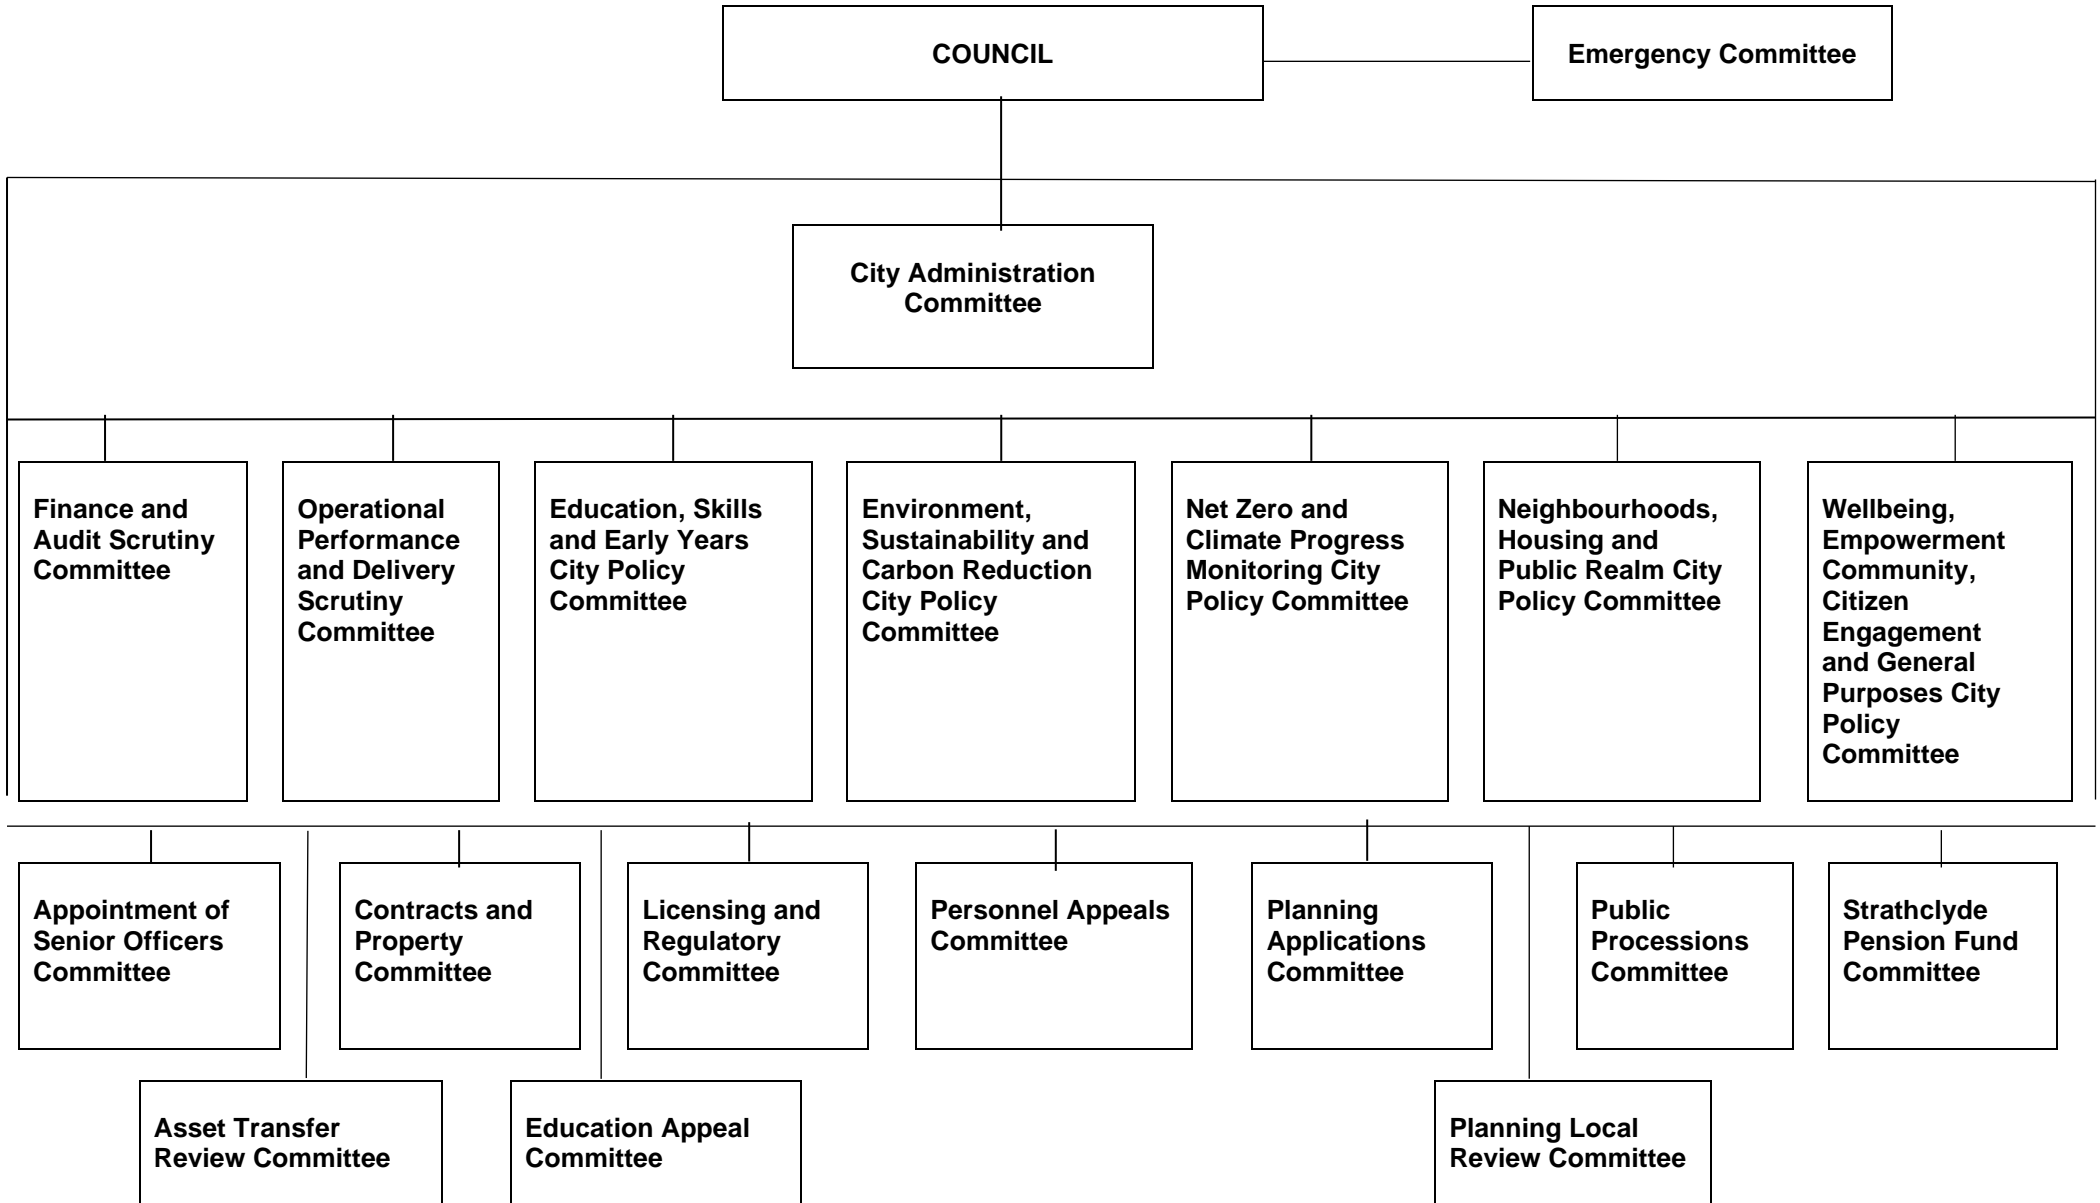 COUNCIL
Emergency Committee
City Administration
Committee
Finance and
Audit Scrutiny
Committee
Operational
Performance
and Delivery
Scrutiny
Committee
Education, Skills
and Early Years
City Policy
Committee
Environment,
Sustainability and
Carbon Reduction
City Policy
Committee
Net Zero and
Climate Progress
Monitoring City
Policy Committee
Neighbourhoods,
Housing and
Public Realm City
Policy Committee
Wellbeing,
Empowerment
Community,
Citizen
Engagement
and General
Purposes City
Policy
Committee
Appointment of
Senior Officers
Committee
Contracts and
Property
Committee
Licensing and
Regulatory
Committee
Personnel Appeals
Committee
Planning
Applications
Committee
Public
Processions
Committee
Strathclyde
Pension Fund
Committee
Asset Transfer
Review Committee
Education Appeal
Committee
Planning Local
Review Committee